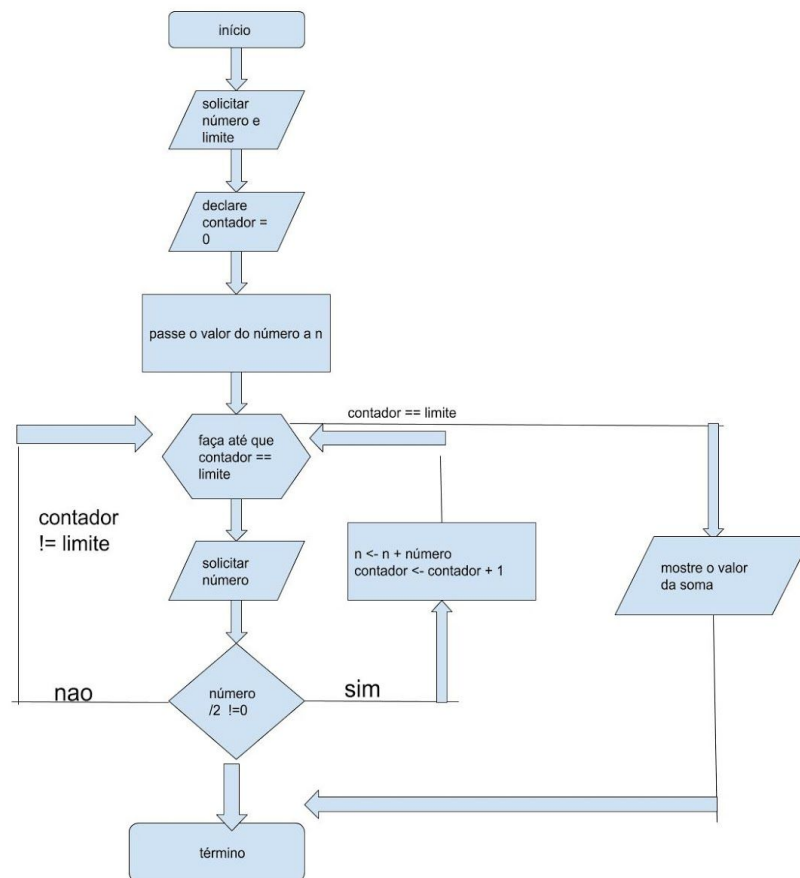 início
solicitar
número e
limite
declare
contador =
0
passe o valor do número a n
contador == limite
faça até que
contador ==
limite
contador
!= limite
solicitar
número
n <- n + número
contador <- contador + 1
mostre o valor
da soma
nao
número
/2 !=0
sim
término